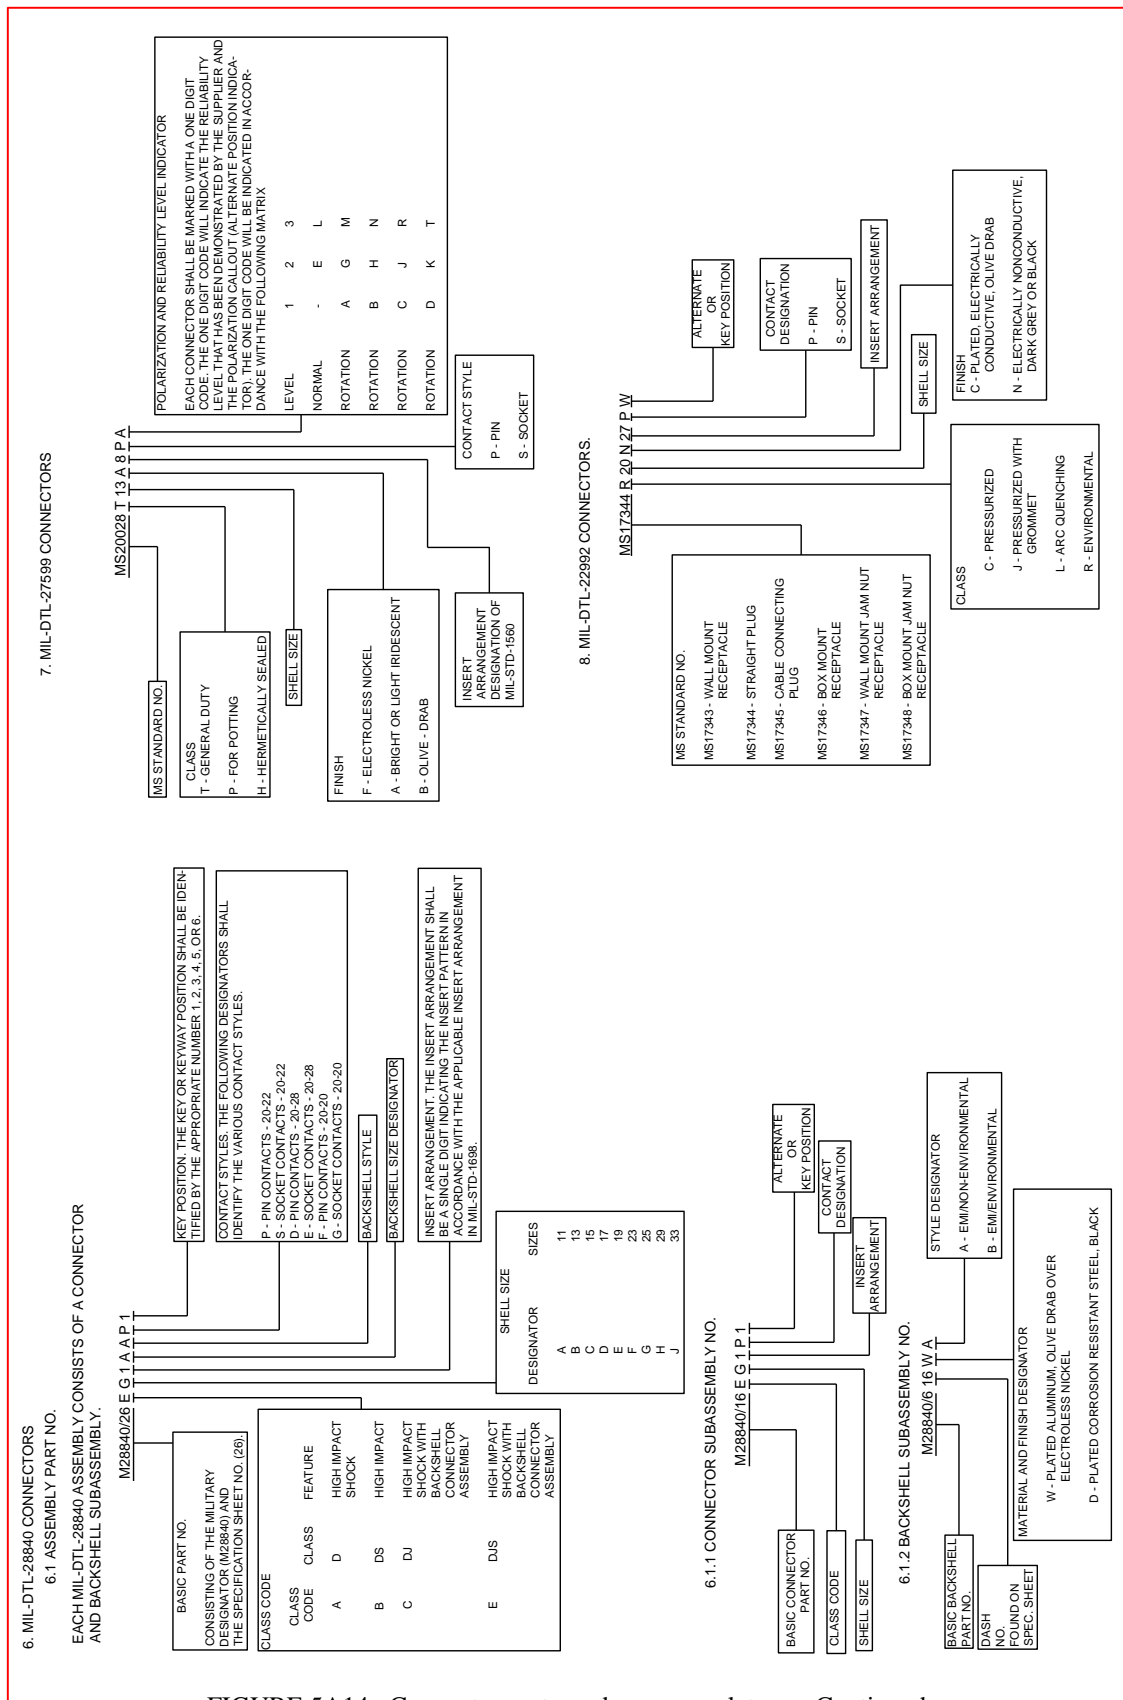 6. MIL-DTL-28840 CONNECTORS
6.1 ASSEMBLY PART NO.
EACH MIL-DTL-28840 ASSEMBLY CONSISTS OF A CONNECTOR
AND BACKSHELL SUBASSEMBLY.
M28840/26 E G 1 A A P 1
BASIC PART NO.
CONSISTING OF THE MILITARY
DESIGNATOR (M28840) AND
THE SPECIFICATION SHEET NO. (26).
CLASS CODE
CLASS CODE CLASS FEATURE
A D HIGH IMPACT
SHOCK
B DS HIGH IMPACT
C DJ HIGH IMPACT
SHOCK WITH
BACKSHELL
CONNECTOR
ASSEMBLY
E DJS HIGH IMPACT
SHOCK WITH
BACKSHELL
CONNECTOR
ASSEMBLY
KEY POSITION. THE KEY OR KEYWAY POSITION SHALL BE IDEN-
TIFIED BY THE APPROPRIATE NUMBER 1, 2, 3, 4, 5, OR 6.
CONTACT STYLES. THE FOLLOWING DESIGNATORS SHALL
IDENTIFY THE VARIOUS CONTACT STYLES.
P - PIN CONTACTS - 20-22
S - SOCKET CONTACTS - 20-22
D - PIN CONTACTS - 20-28
E - SOCKET CONTACTS - 20-28
F - PIN CONTACTS - 20-20
G - SOCKET CONTACTS - 20-20
BACKSHELL STYLE
BACKSHELL SIZE DESIGNATOR
INSERT ARRANGEMENT. THE INSERT ARRANGEMENT SHALL
BE A SINGLE DIGIT INDICATING THE INSERT PATTERN IN
ACCORDANCE WITH THE APPLICABLE INSERT ARRANGEMENT
IN MIL-STD-1698.
SHELL SIZE
DESIGNATOR SIZES
A 11
B 13
C 15
D 17
E 19
F 23
G 25
H 29
J 33
6.1.1 CONNECTOR SUBASSEMBLY NO.
M28840/16 E G 1 P 1
BASIC CONNECTOR
PART NO.
CLASS CODE
SHELL SIZE
ALTERNATE
OR
KEY POSITION
CONTACT
DESIGNATION
INSERT
ARRANGEMENT
6.1.2 BACKSHELL SUBASSEMBLY NO.
M28840/6 16 W A
BASIC BACKSHELL
PART NO.
DASH
NO.
FOUND ON
SPEC. SHEET
STYLE DESIGNATOR
A - EMI/NON-ENVIRONMENTAL
B - EMI/ENVIRONMENTAL
MATERIAL AND FINISH DESIGNATOR
W - PLATED ALUMINUM, OLIVE DRAB OVER
ELECTROLESS NICKEL
D - PLATED CORROSION RESISTANT STEEL, BLACK
7. MIL-DTL-27599 CONNECTORS
MS20028 T 13 A 8 P A
MS STANDARD NO.
CLASS
T - GENERAL DUTY
P - FOR POTTING
H - HERMETICALLY SEALED
SHELL SIZE
FINISH
F - ELECTROLESS NICKEL
A - BRIGHT OR LIGHT IRIDESCENT
B - OLIVE - DRAB
INSERT
ARRANGEMENT
DESIGNATION OF
MIL-STD-1560
POLARIZATION AND RELIABILITY LEVEL INDICATOR
EACH CONNECTOR SHALL BE MARKED WITH A ONE DIGIT
CODE. THE ONE DIGIT CODE WILL INDICATE THE RELIABILITY
LEVEL THAT HAS BEEN DEMONSTRATED BY THE SUPPLIER AND
THE POLARIZATION CALLOUT (ALTERNATE POSITION INDICA-
TOR). THE ONE DIGIT CODE WILL BE INDICATED IN ACCOR-
DANCE WITH THE FOLLOWING MATRIX
LEVEL 1 2 3
NORMAL - E L
ROTATION A G M
ROTATION B H N
ROTATION C J R
ROTATION D K T
CONTACT STYLE
P - PIN
S - SOCKET
8. MIL-DTL-22992 CONNECTORS.
MS17344 R 20 N 27 P W
MS STANDARD NO.
MS17343 - WALL MOUNT
RECEPTACLE
MS17344 - STRAIGHT PLUG
MS17345 - CABLE CONNECTING
PLUG
MS17346 - BOX MOUNT
RECEPTACLE
MS17347 - WALL MOUNT JAM NUT
RECEPTACLE
MS17348 - BOX MOUNT JAM NUT
RECEPTACLE
ALTERNATE
OR
KEY POSITION
CONTACT
DESIGNATION
P - PIN
S - SOCKET
INSERT ARRANGEMENT
SHELL SIZE
FINISH
C - PLATED, ELECTRICALLY
CONDUCTIVE, OLIVE DRAB
N - ELECTRICALLY NONCONDUCTIVE,
DARK GREY OR BLACK
CLASS
C - PRESSURIZED
J - PRESSURIZED WITH
GROMMET
L - ARC QUENCHING
R - ENVIRONMENTAL